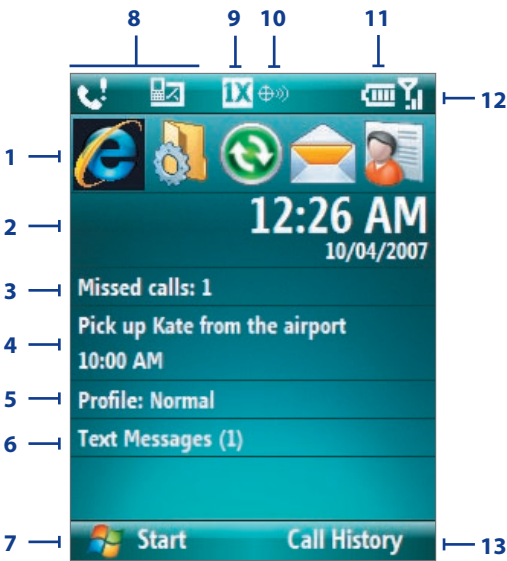 8 9 10 11
1X
12
1
2 12:26 AM
10/04/2007
3 Missed calls: 1
4 Pick up Kate from the airport
10:00 AM
5 Profile: Normal
6 Text Messages (1)
7 Start Call History 13